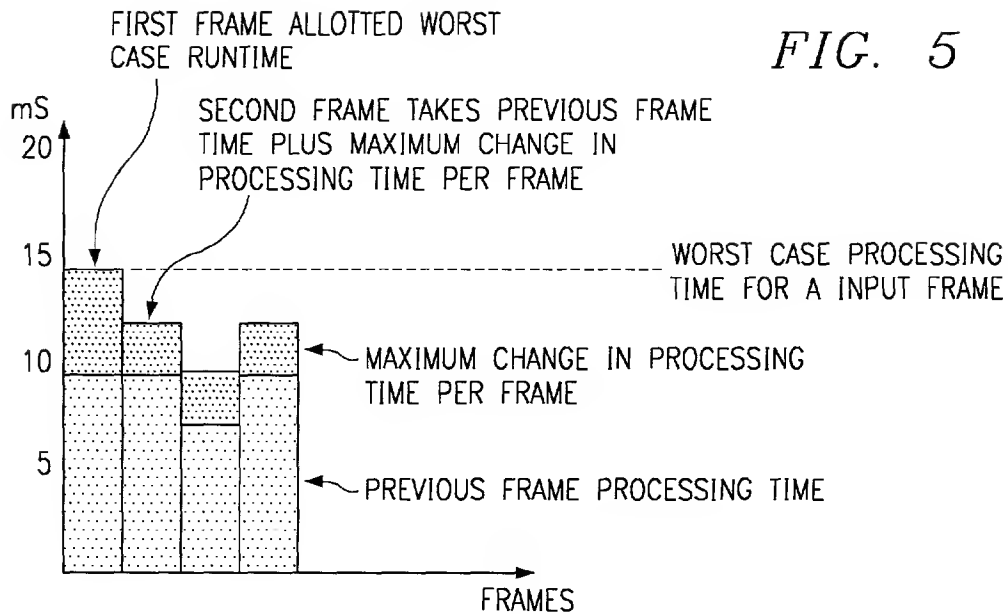 FIRST FRAME ALLOTTED WORST
CASE RUNTIME
FIG. 5
mS
SECOND FRAME TAKES PREVIOUS FRAME
TIME PLUS MAXIMUM CHANGE IN
PROCESSING TIME PER FRAME
20
15
WORST CASE PROCESSING
TIME FOR A INPUT FRAME
10
MAXIMUM CHANGE IN PROCESSING
TIME PER FRAME
5
PREVIOUS FRAME PROCESSING TIME
FRAMES